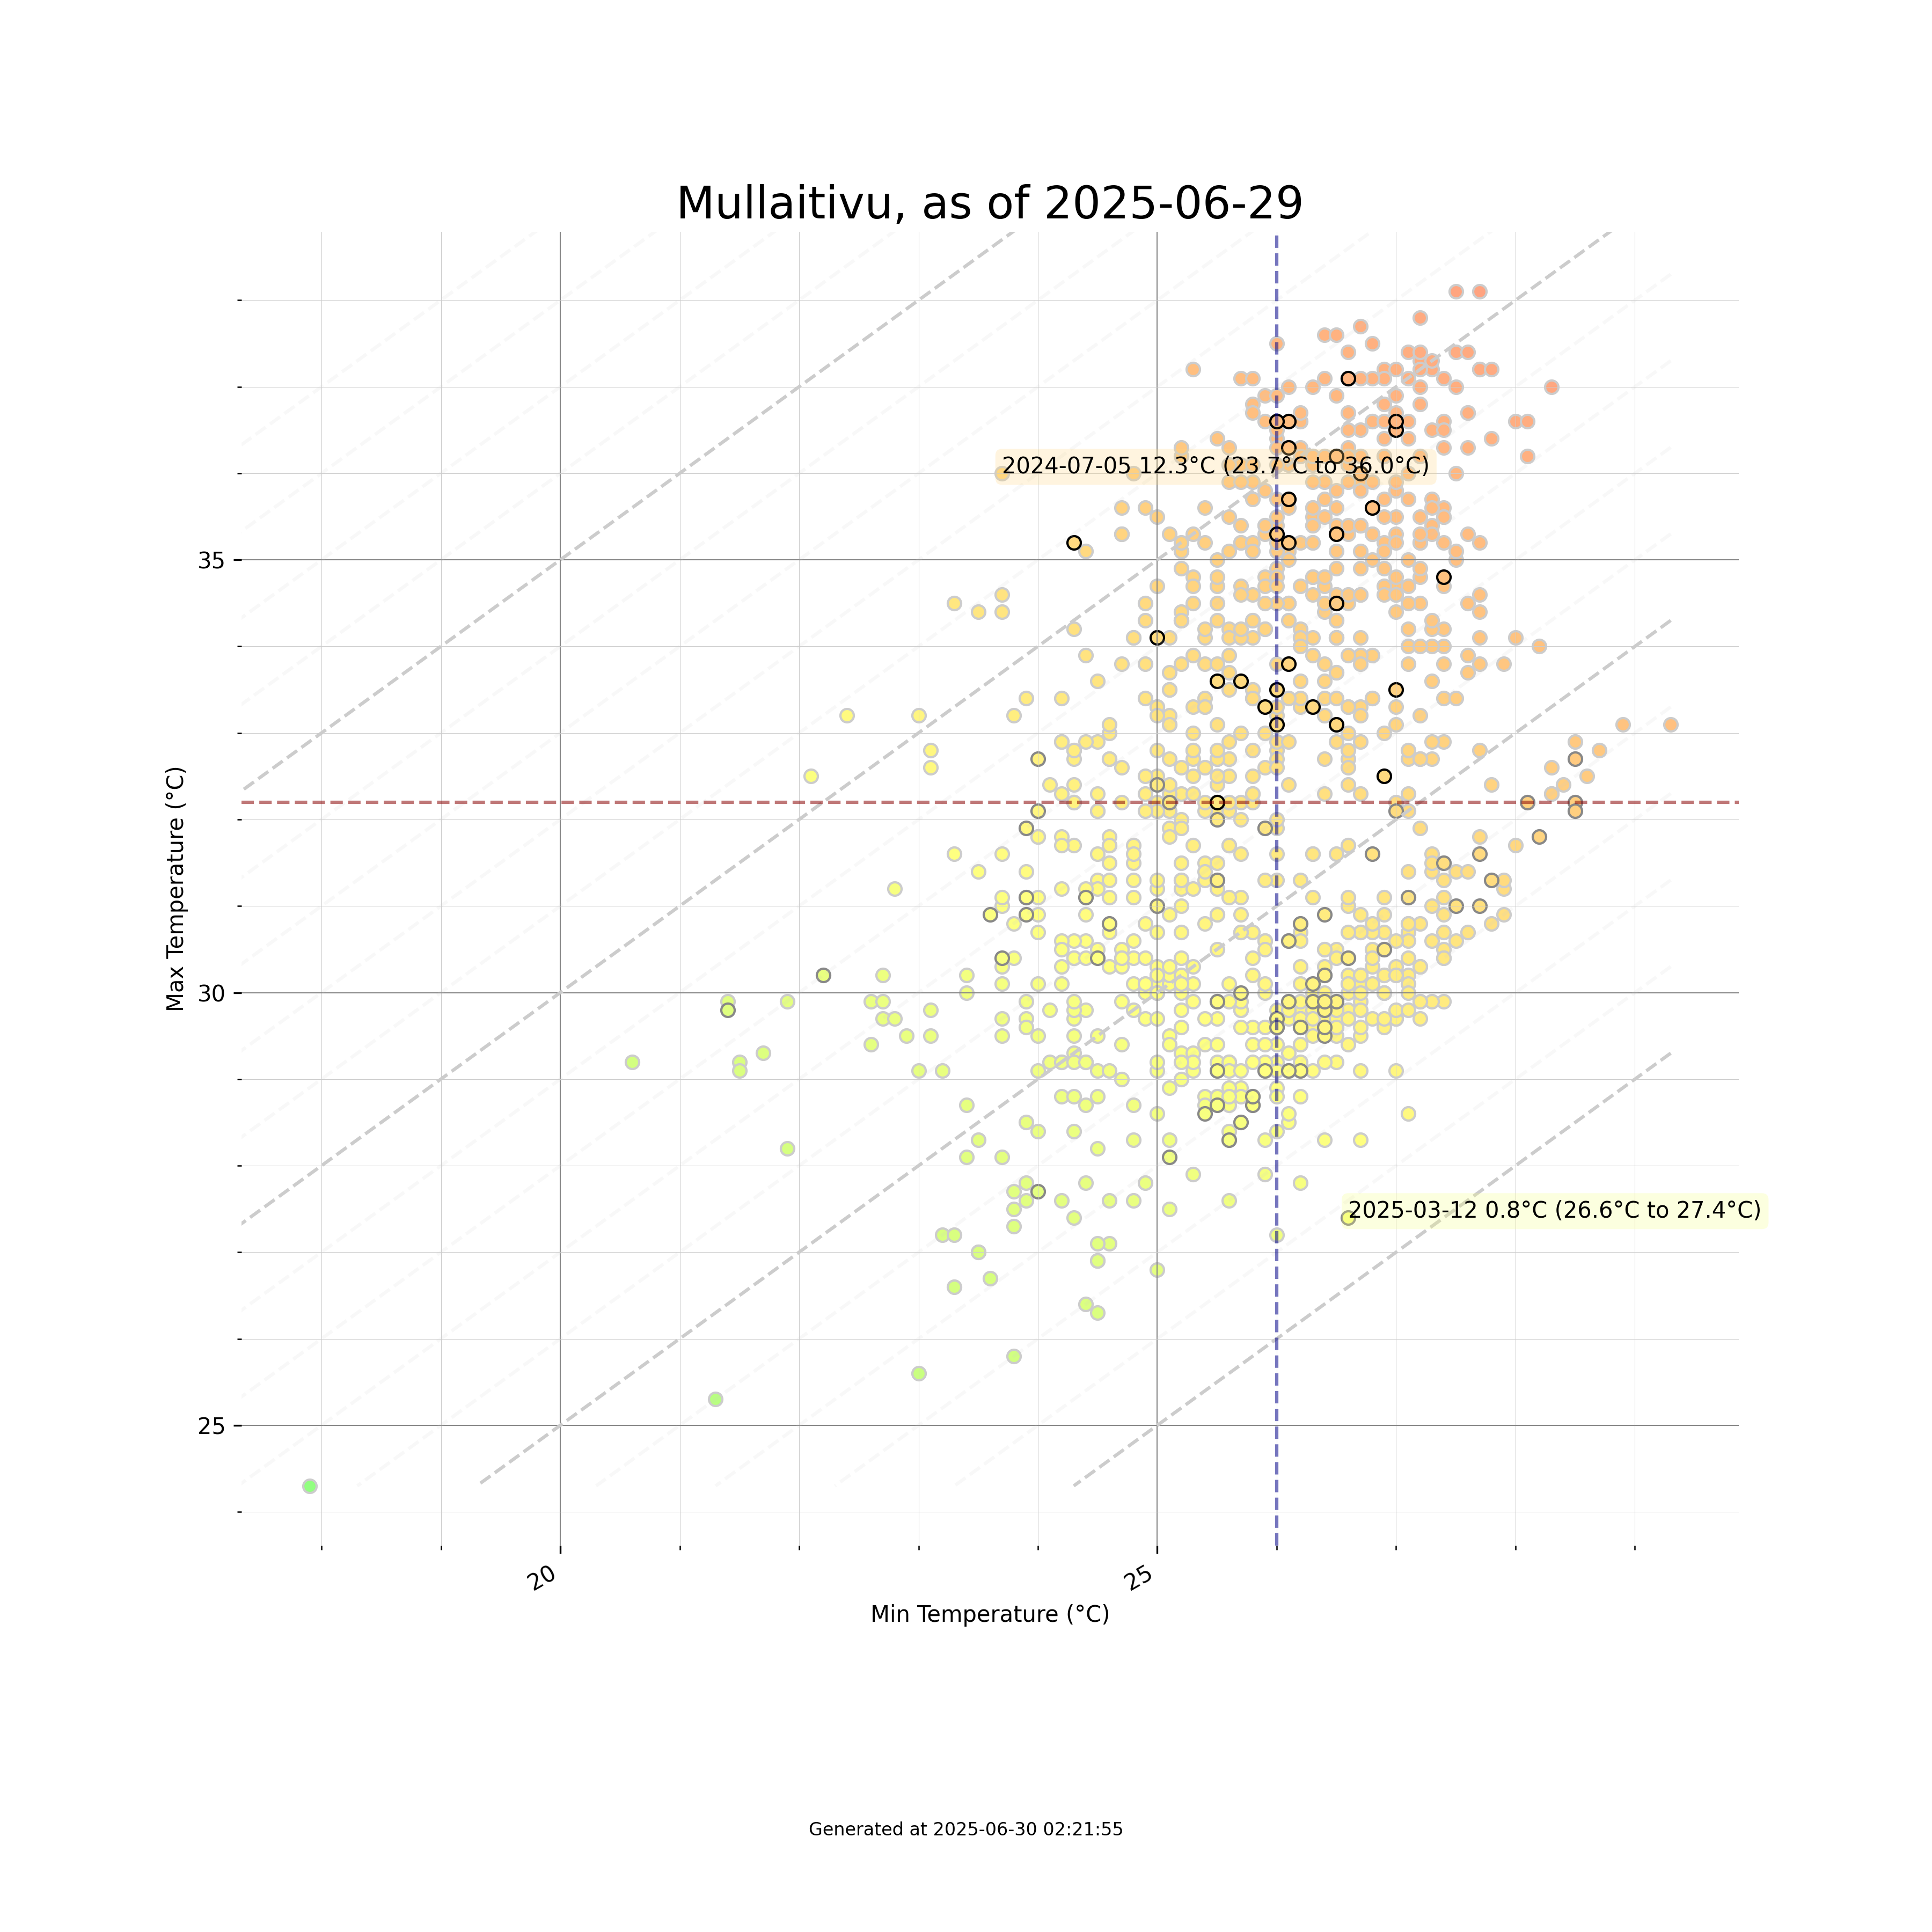 Mullaitivu, as of 2025-06-29
2024-07-05 12.3°C (23.7°C to 36.0°C)
35
Max Temperature (°C)
30
2025-03-12 0.8°C (26.6°C to 27.4°C)
25
20
25
Min Temperature (°C)
Generated at 2025-06-30 02:21:55